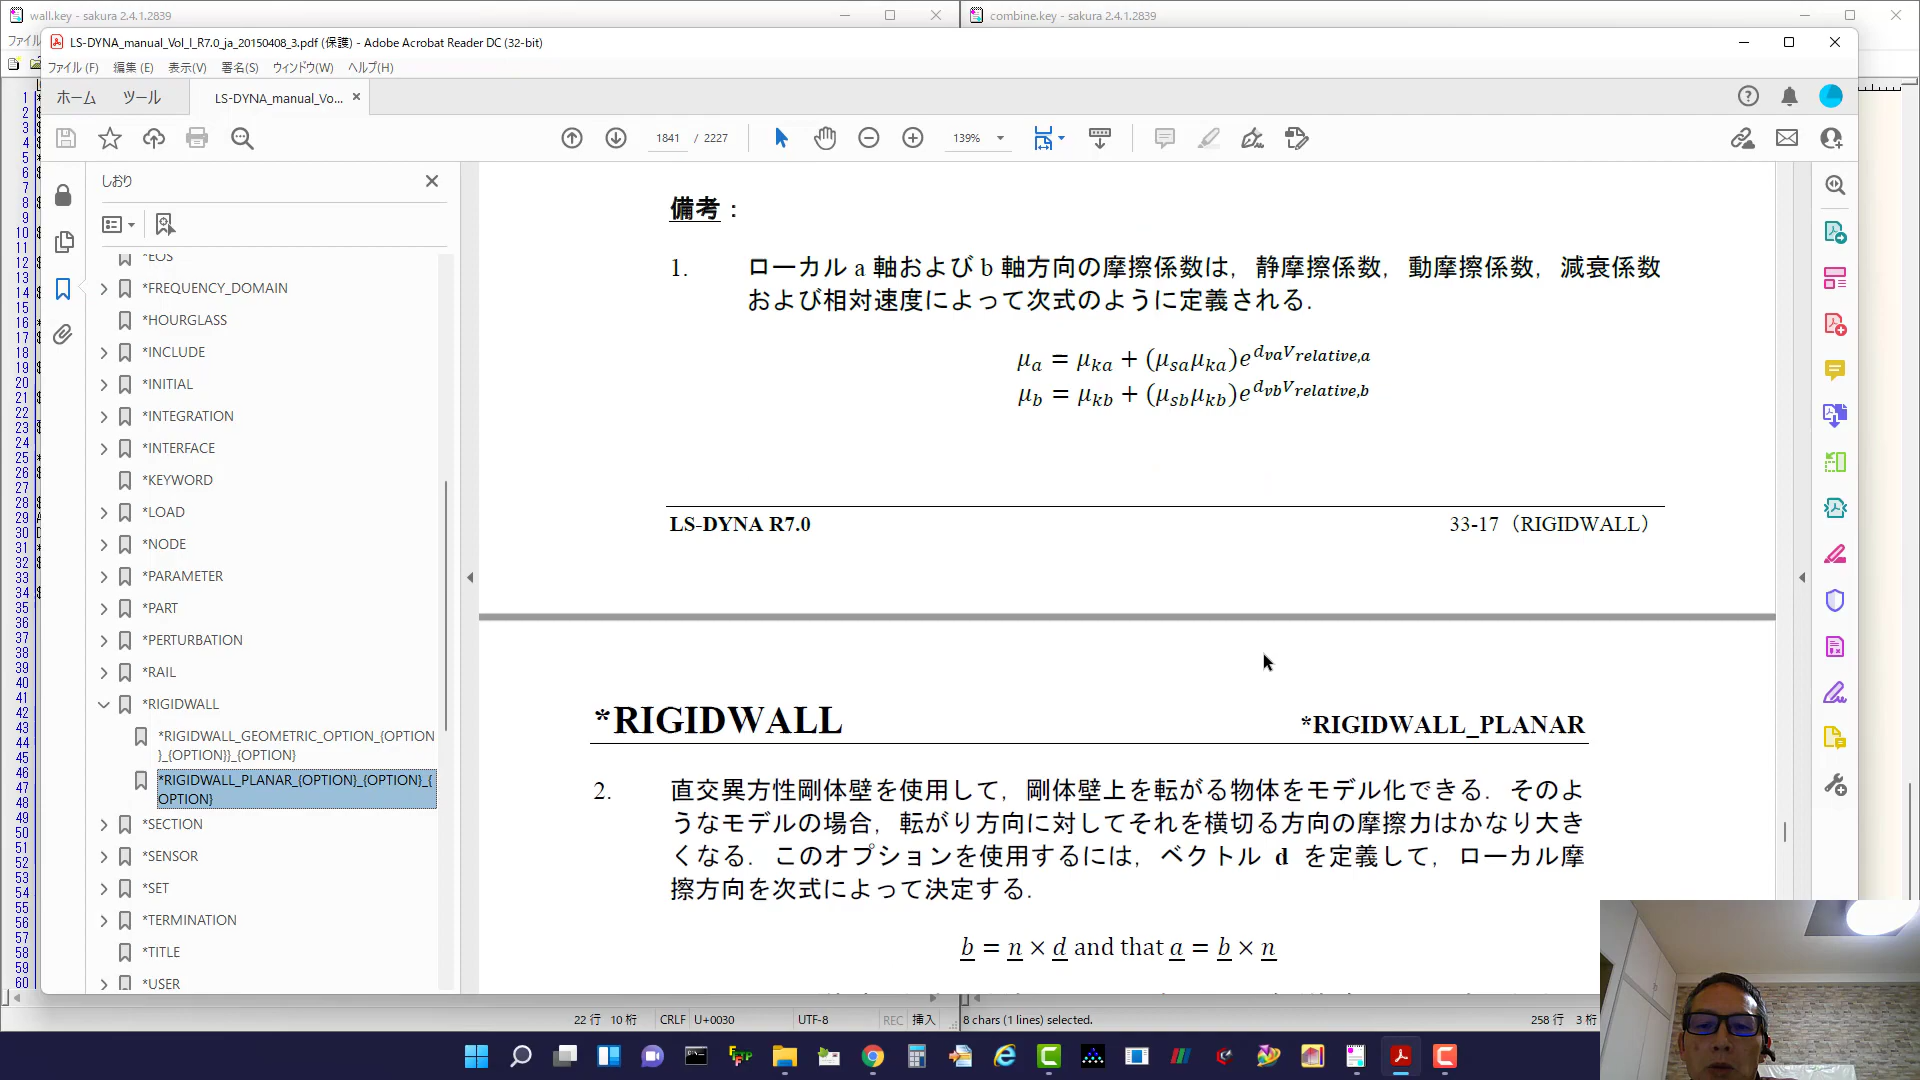 wall.key - sakura 2.4.1.2839
combine.key - sakura 2.4.1.2839
LS-DYNA_manual_Vol_I_R7.0_ja_20150408_3.pdf (保護) - Adobe Acrobat Reader DC (32-bit)
ファイル (F) 編集 (E) 表示(V) 署名(S) ウィンドウ(W) ヘルプ(H)
ホーム ツール LS-DYNA_manual_Vo...
1841 / 2227 139%
しおり
*EOS
*FREQUENCY_DOMAIN
*HOURGLASS
*INCLUDE
*INITIAL
*INTEGRATION
*INTERFACE
*KEYWORD
*LOAD
*NODE
*PARAMETER
*PART
*PERTURBATION
*RAIL
*RIGIDWALL
*RIGIDWALL_GEOMETRIC_OPTION_{OPTION
}_{OPTION}}_{OPTION}
*RIGIDWALL_PLANAR_{OPTION}_{OPTION}_{
OPTION}
*SECTION
*SENSOR
*SET
*TERMINATION
*TITLE
*USER
備考：
1. ローカル a 軸および b 軸方向の摩擦係数は，静摩擦係数，動摩擦係数，減衰係数
および相対速度によって次式のように定義される．
μa = μka + (μsaμka)e^dvaVrelative,a
μb = μkb + (μsbμkb)e^dvbVrelative,b
LS-DYNA R7.0 33-17（RIGIDWALL）
*RIGIDWALL *RIGIDWALL_PLANAR
2. 直交異方性剛体壁を使用して，剛体壁上を転がる物体をモデル化できる．そのよ
うなモデルの場合，転がり方向に対してそれを横切る方向の摩擦力はかなり大き
くなる．このオプションを使用するには，ベクトル d を定義して，ローカル摩
擦方向を次式によって決定する．
b = n × d and that a = b × n
22 行 10 桁 CRLF U+0030 UTF-8 REC 挿入
8 chars (1 lines) selected. 258 行 3 桁